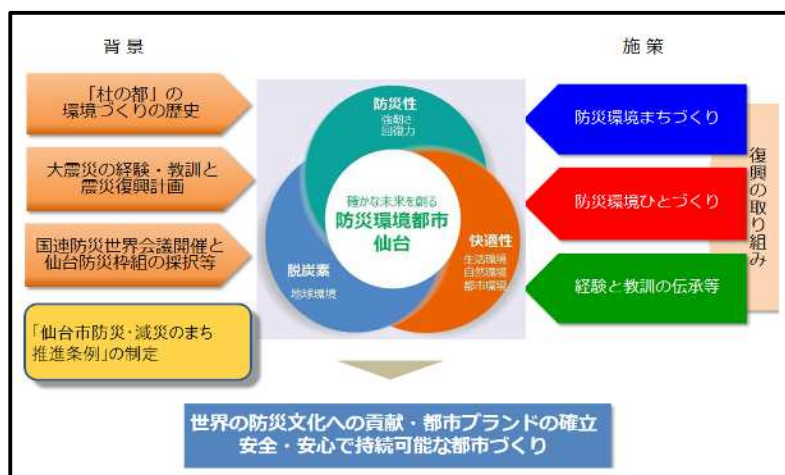 背景
「杜の都」の
環境づくりの歴史
大震災の経験・教訓と
震災復興計画
国連防災世界会議開催と
仙台防災枠組の採択等
「仙台市防災・減災のまち
推進条例」の制定
防災性
強靭さ
回復力
確かな未来を創る
防災環境都市
仙台
脱炭素
地球環境
快適性
生活環境
自然環境
都市環境
施策
防災環境まちづくり
防災環境ひとづくり
経験と教訓の伝承等
復興の取り組み
世界の防災文化への貢献・都市ブランドの確立
安全・安心で持続可能な都市づくり